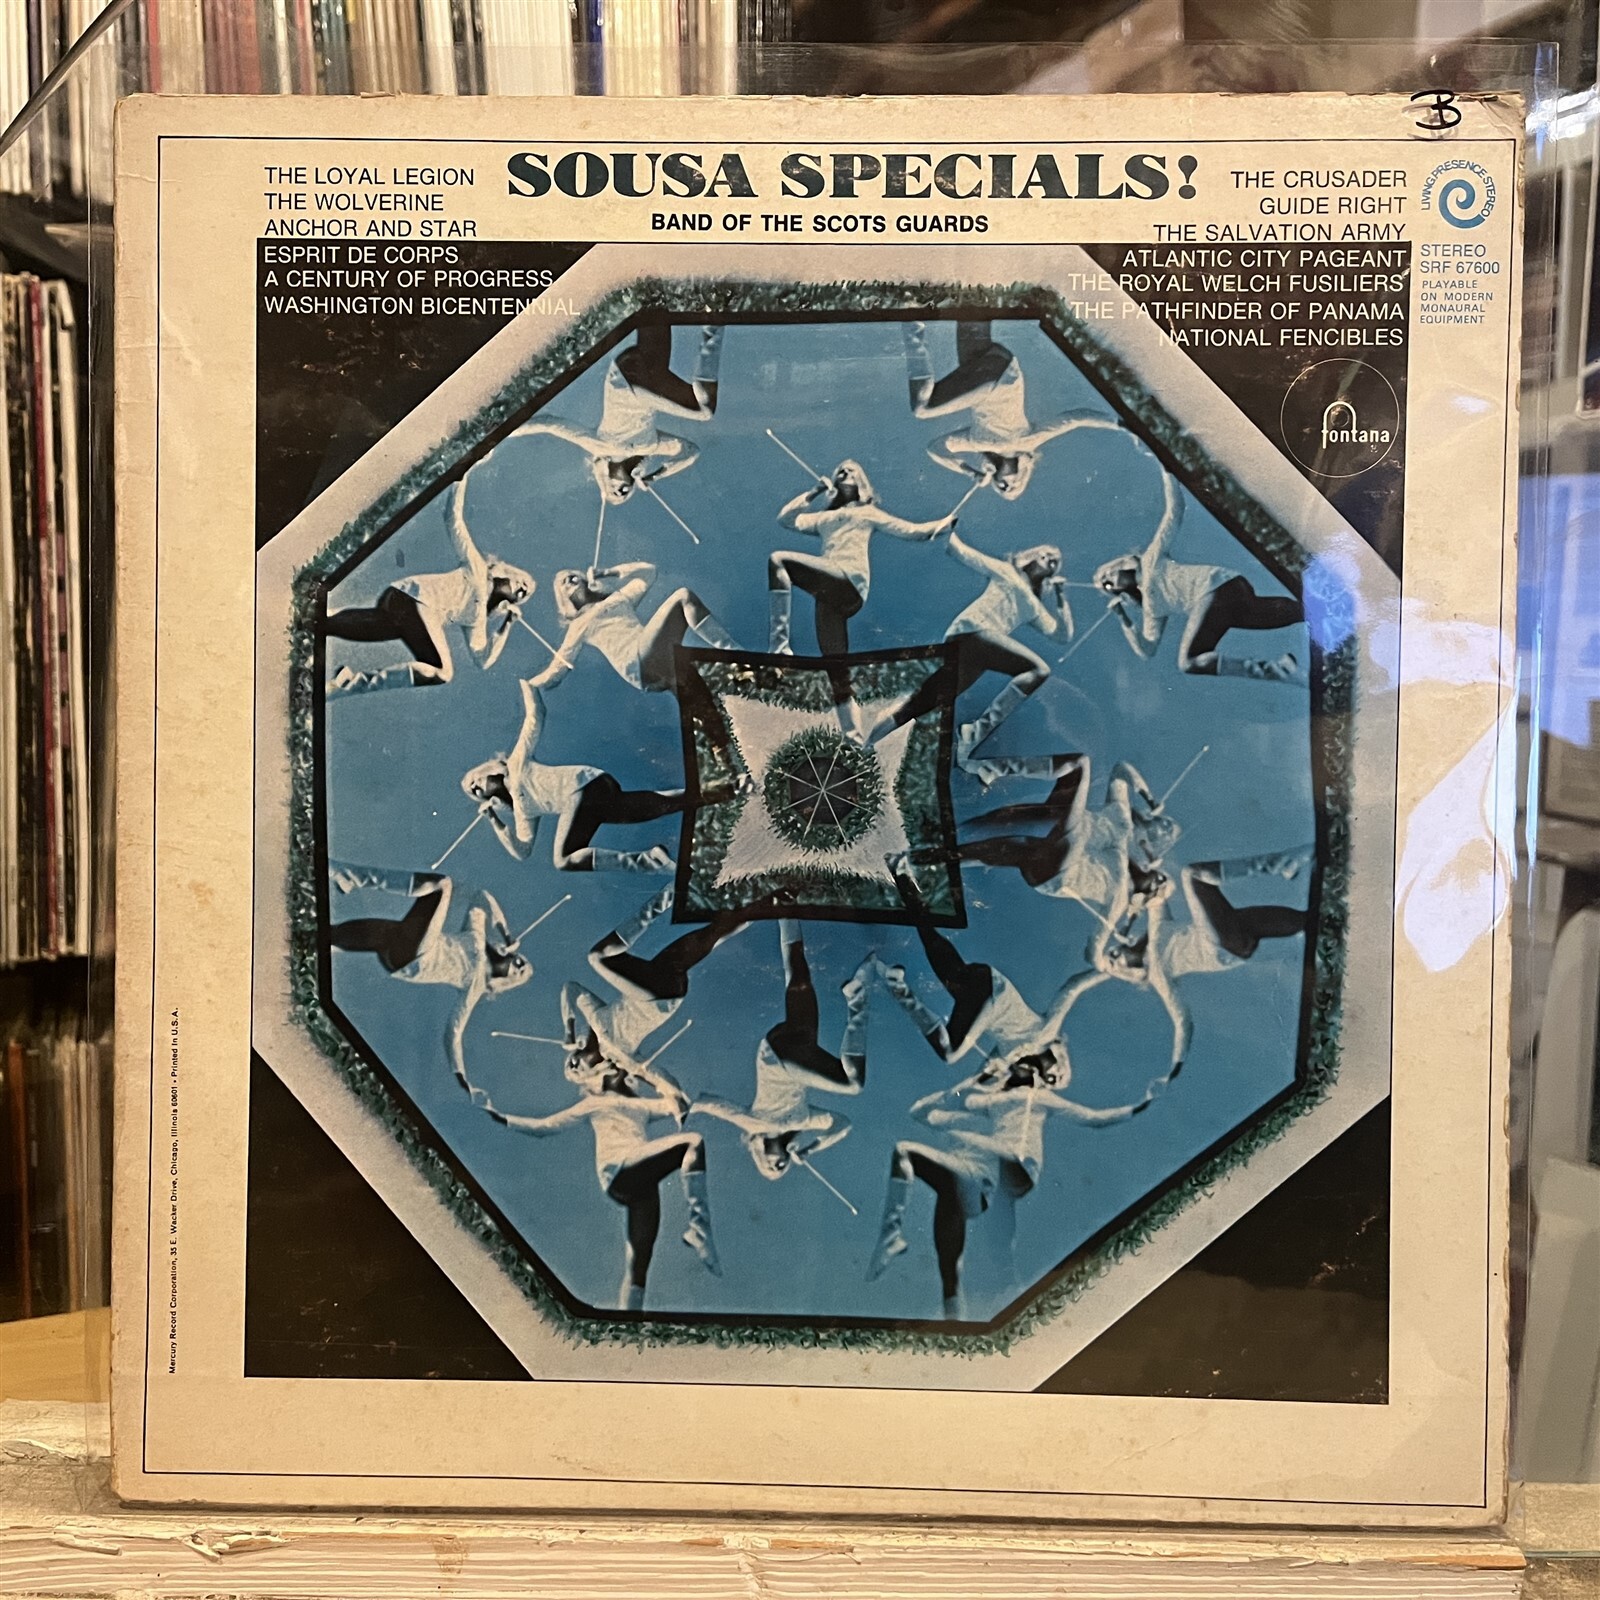 B
SOUSA SPECIALS!
BAND OF THE SCOTS GUARDS
THE LOYAL LEGION
THE WOLVERINE
ANCHOR AND STAR
ESPRIT DE CORPS
A CENTURY OF PROGRESS
WASHINGTON BICENTENNIAL
THE CRUSADER
GUIDE RIGHT
THE SALVATION ARMY
ATLANTIC CITY PAGEANT
THE ROYAL WELCH FUSILIERS
THE PATHFINDER OF PANAMA
NATIONAL FENCIBLES
LIVING PRESENCE STEREO
STEREO
SRF 67600
PLAYABLE
ON MODERN
MONAURAL
EQUIPMENT
fontana
Mercury Record Corporation, 35 E. Wacker Drive, Chicago, Illinois 60601 • Printed in U.S.A.